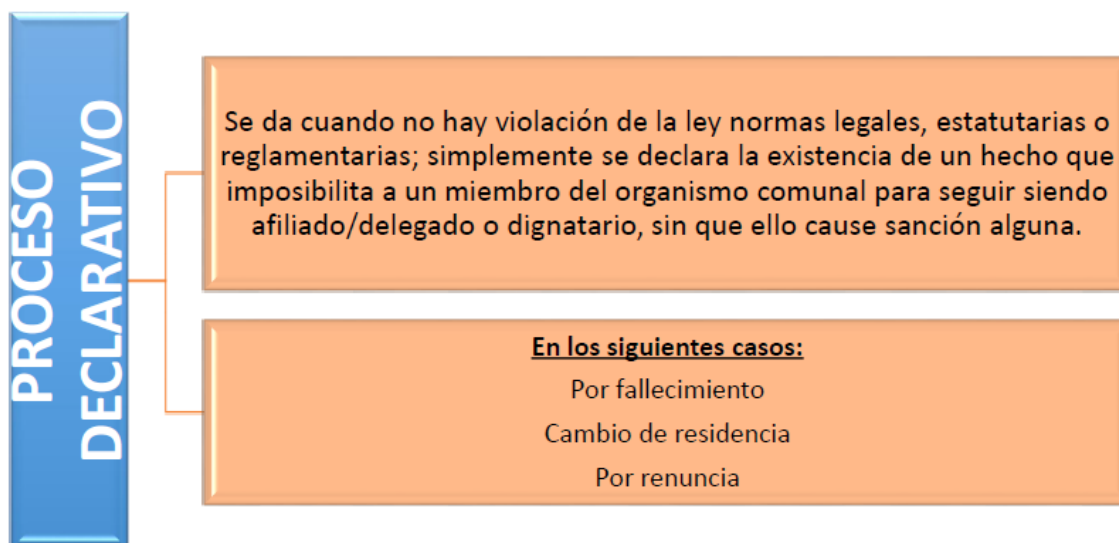 PROCESO
DECLARATIVO
Se da cuando no hay violación de la ley normas legales, estatutarias o
reglamentarias; simplemente se declara la existencia de un hecho que
imposibilita a un miembro del organismo comunal para seguir siendo
afiliado/delegado o dignatario, sin que ello cause sanción alguna.
En los siguientes casos:
Por fallecimiento
Cambio de residencia
Por renuncia